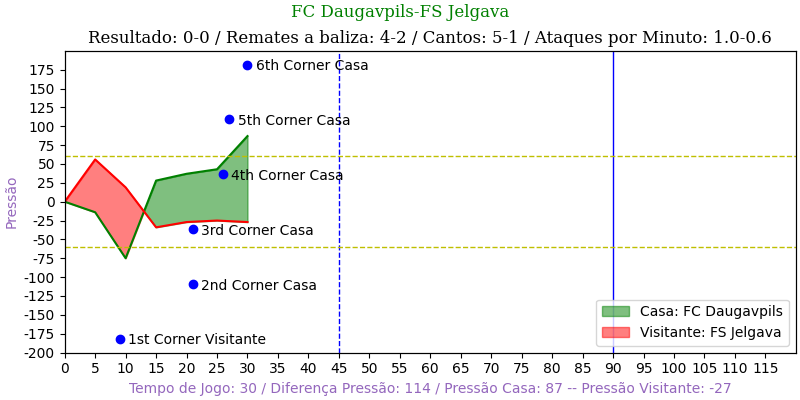 FC Daugavpils-FS Jelgava
Resultado: 0-0 / Remates a baliza: 4-2 / Cantos: 5-1 / Ataques por Minuto: 1.0-0.6
175
150
125
100
75
50
25
0
-25
-50
-75
-100
-125
-150
-175
-200
Pressão
6th Corner Casa
5th Corner Casa
4th Corner Casa
3rd Corner Casa
2nd Corner Casa
1st Corner Visitante
Casa: FC Daugavpils
Visitante: FS Jelgava
0 5 10 15 20 25 30 35 40 45 50 55 60 65 70 75 80 85 90 95 100 105 110 115
Tempo de Jogo: 30 / Diferença Pressão: 114 / Pressão Casa: 87 -- Pressão Visitante: -27